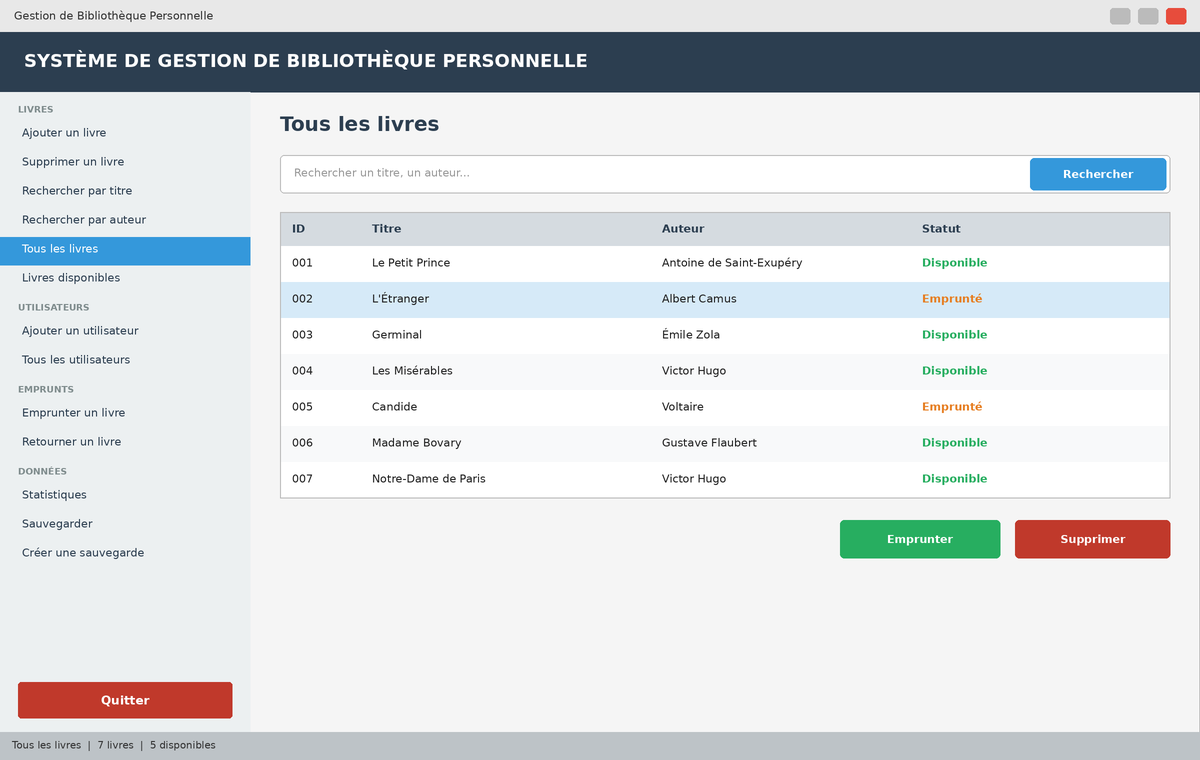 Gestion de Bibliothèque Personnelle
SYSTÈME DE GESTION DE BIBLIOTHÈQUE PERSONNELLE
LIVRES
Ajouter un livre
Supprimer un livre
Rechercher par titre
Rechercher par auteur
Tous les livres
Livres disponibles
UTILISATEURS
Ajouter un utilisateur
Tous les utilisateurs
EMPRUNTS
Emprunter un livre
Retourner un livre
DONNÉES
Statistiques
Sauvegarder
Créer une sauvegarde
Quitter
Tous les livres
Rechercher un titre, un auteur... Rechercher
ID Titre Auteur Statut
001 Le Petit Prince Antoine de Saint-Exupéry Disponible
002 L'Étranger Albert Camus Emprunté
003 Germinal Émile Zola Disponible
004 Les Misérables Victor Hugo Disponible
005 Candide Voltaire Emprunté
006 Madame Bovary Gustave Flaubert Disponible
007 Notre-Dame de Paris Victor Hugo Disponible
Emprunter Supprimer
Tous les livres | 7 livres | 5 disponibles